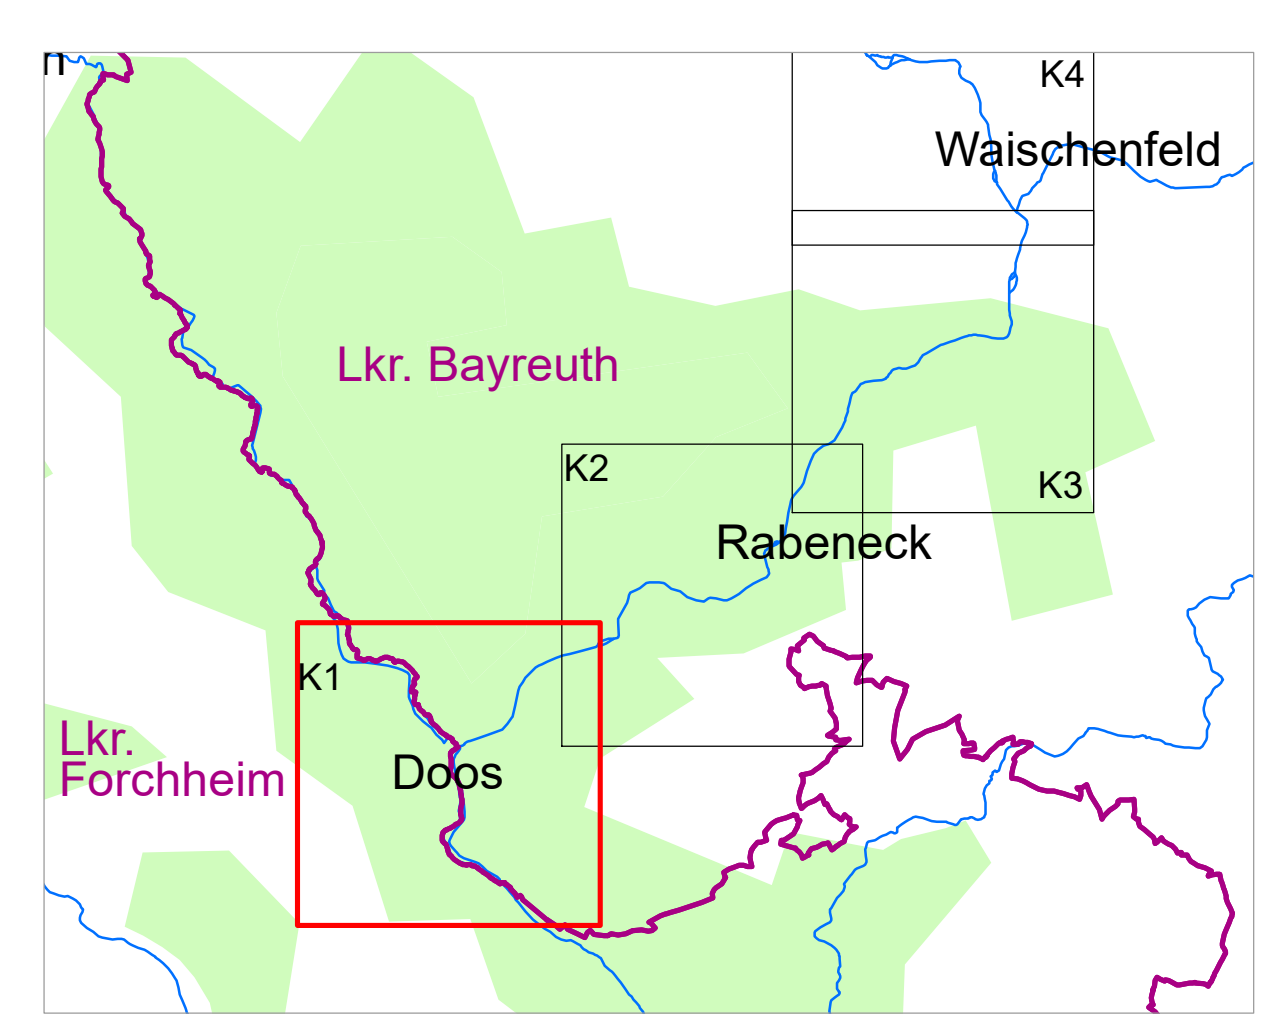 n
K4
Waischenfeld
Lkr. Bayreuth
K2
K3
Rabeneck
K1
Lkr.
Forchheim
Doos